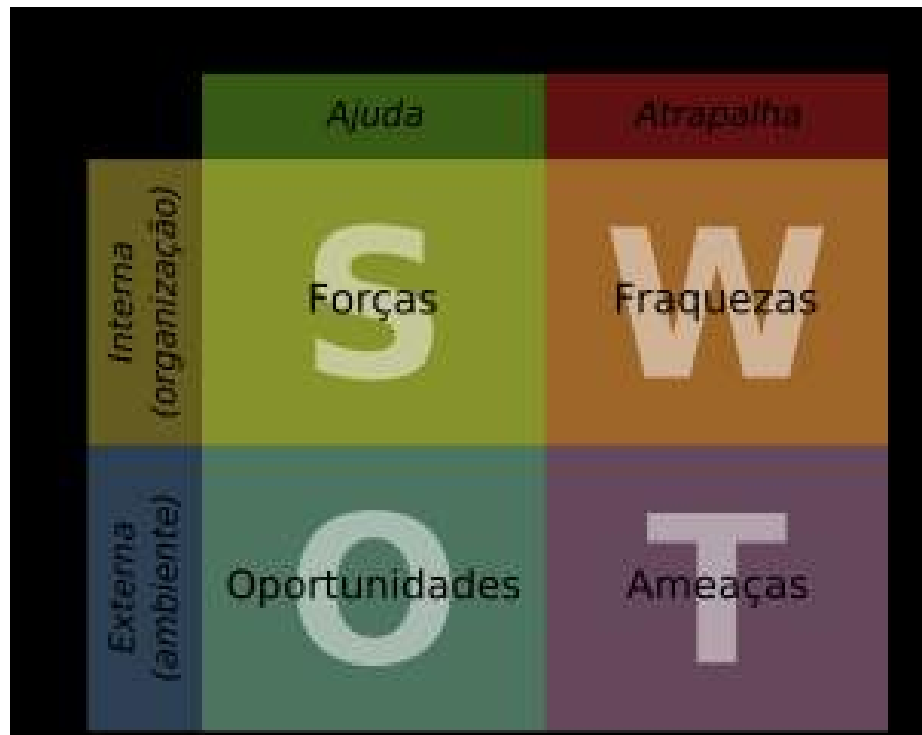 Ajuda
Atrapalha
Interna
(organização)
S
Forças
W
Fraquezas
Externa
(ambiente)
O
Oportunidades
T
Ameaças